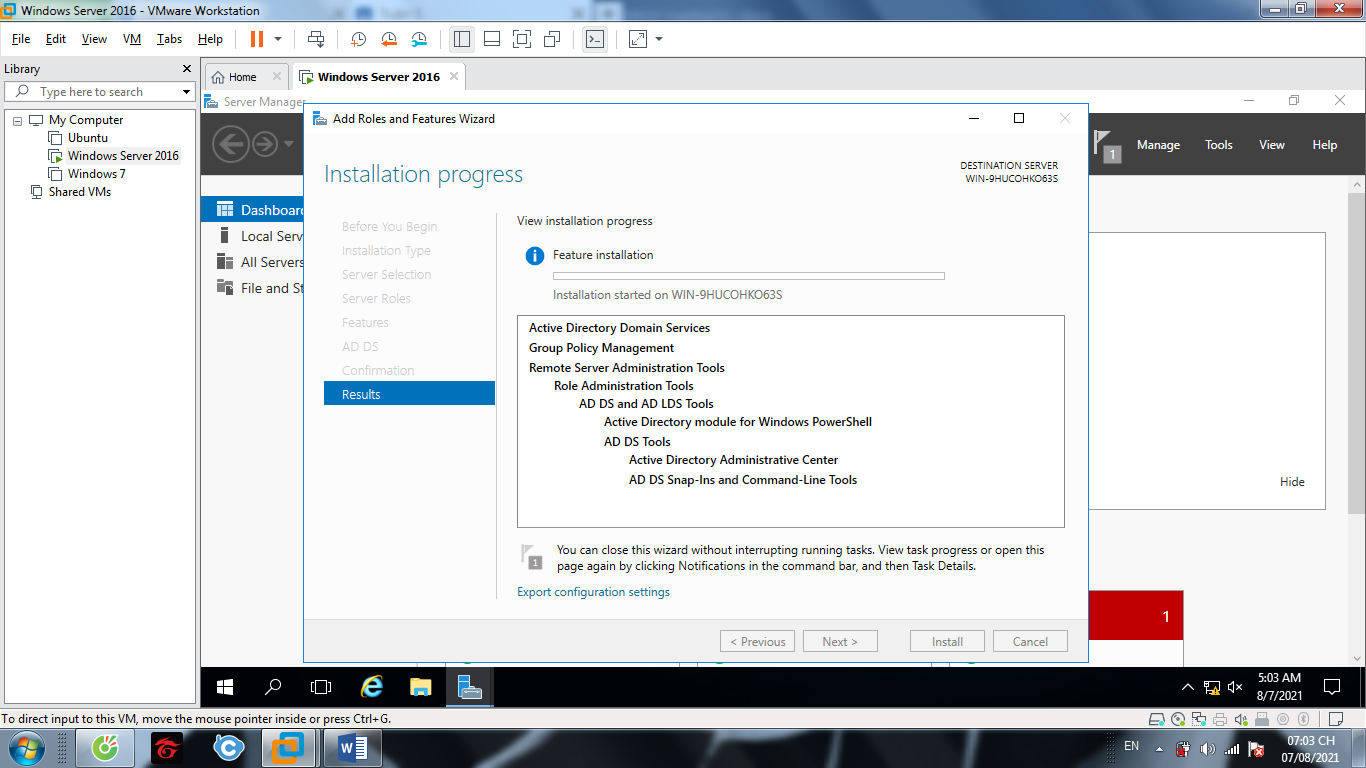 Windows Server 2016 - VMware Workstation
File Edit View VM Tabs Help
Library
Type here to search
My Computer
Ubuntu
Windows Server 2016
Windows 7
Shared VMs
Home
Windows Server 2016
Server Manager
Add Roles and Features Wizard
1
Manage Tools View Help
Installation progress
DESTINATION SERVER
WIN-9HUCOHKO63S
Dashboard
Local Serv
All Servers
File and St
Before You Begin
Installation Type
Server Selection
Server Roles
Features
AD DS
Confirmation
Results
View installation progress
Feature installation
Installation started on WIN-9HUCOHKO63S
Active Directory Domain Services
Group Policy Management
Remote Server Administration Tools
Role Administration Tools
AD DS and AD LDS Tools
Active Directory module for Windows PowerShell
AD DS Tools
Active Directory Administrative Center
AD DS Snap-Ins and Command-Line Tools
1
You can close this wizard without interrupting running tasks. View task progress or open this
page again by clicking Notifications in the command bar, and then Task Details.
Export configuration settings
< Previous Next > Install Cancel
Hide
1
5:03 AM
8/7/2021
To direct input to this VM, move the mouse pointer inside or press Ctrl+G.
EN
07:03 CH
07/08/2021